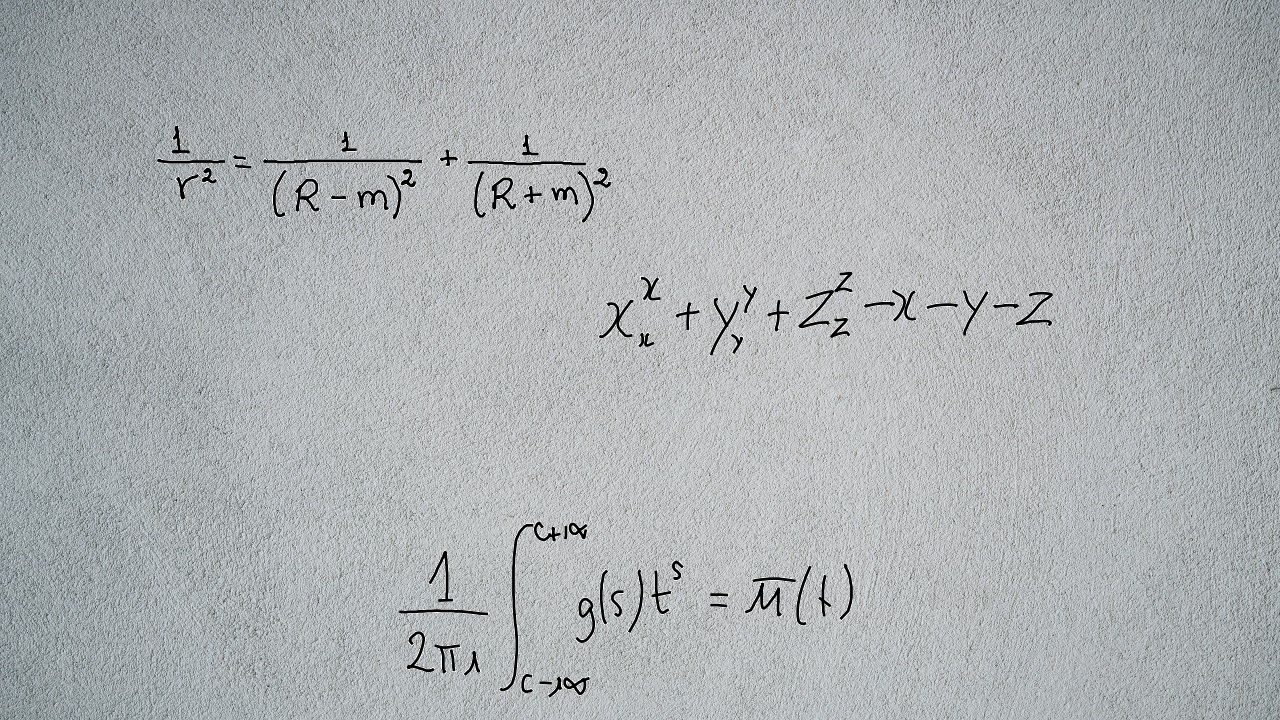 \frac{1}{r^2} = \frac{1}{(R-m)^2} + \frac{1}{(R+m)^2}
x_x^x + y_y^y + z_z^z - x - y - z
\frac{1}{2\pi i} \int_{c-i\infty}^{c+i\infty} g(s)t^s = \overline{M}(t)